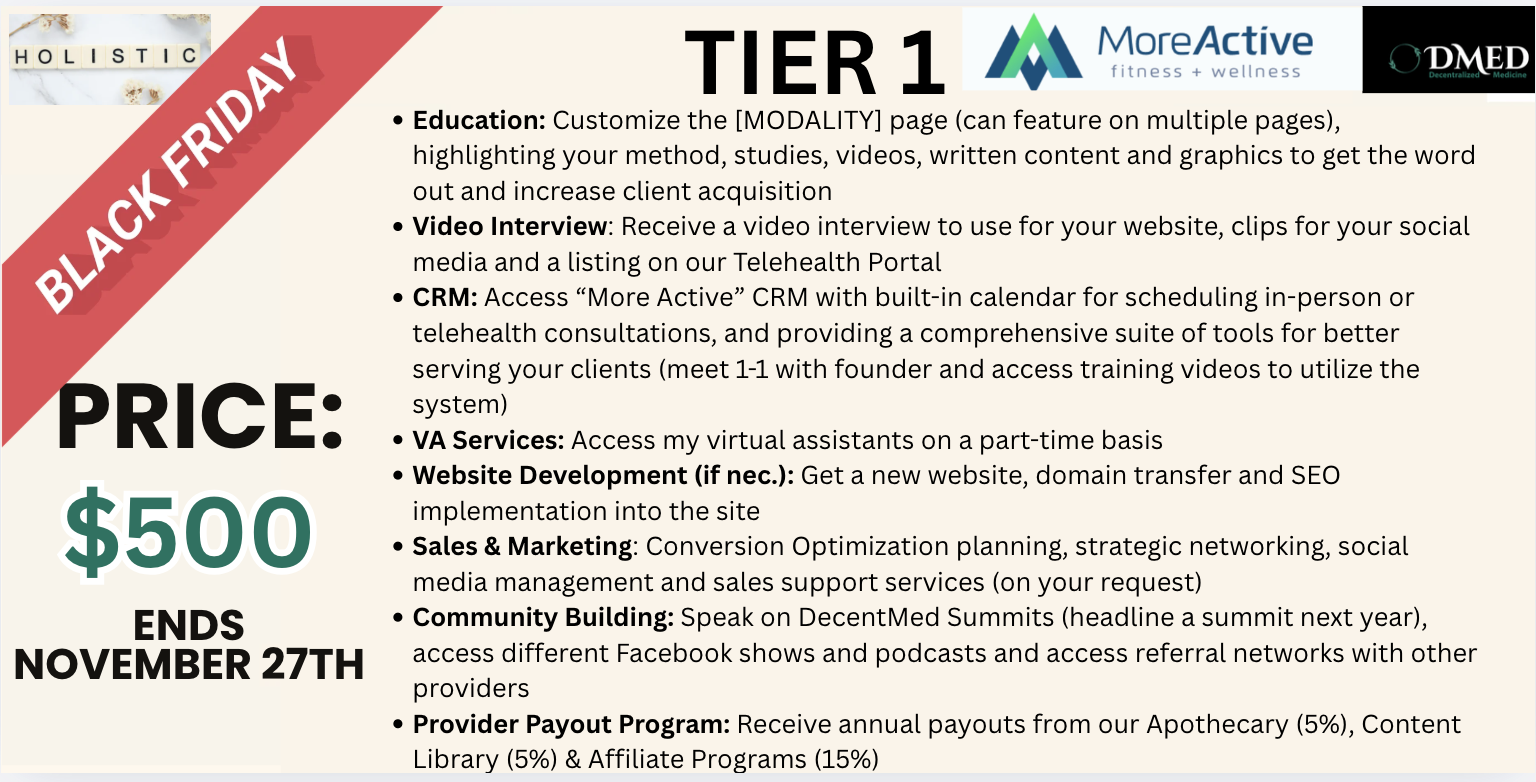 HOLISTIC
BLACK FRIDAY
TIER 1
MoreActive
fitness + wellness
DMED
Decentralized Medicine
• Education: Customize the [MODALITY] page (can feature on multiple pages),
highlighting your method, studies, videos, written content and graphics to get the word
out and increase client acquisition
• Video Interview: Receive a video interview to use for your website, clips for your social
media and a listing on our Telehealth Portal
• CRM: Access “More Active” CRM with built-in calendar for scheduling in-person or
telehealth consultations, and providing a comprehensive suite of tools for better
serving your clients (meet 1-1 with founder and access training videos to utilize the
system)
• VA Services: Access my virtual assistants on a part-time basis
• Website Development (if nec.): Get a new website, domain transfer and SEO
implementation into the site
• Sales & Marketing: Conversion Optimization planning, strategic networking, social
media management and sales support services (on your request)
• Community Building: Speak on DecentMed Summits (headline a summit next year),
access different Facebook shows and podcasts and access referral networks with other
providers
• Provider Payout Program: Receive annual payouts from our Apothecary (5%), Content
Library (5%) & Affiliate Programs (15%)
PRICE:
$500
ENDS
NOVEMBER 27TH